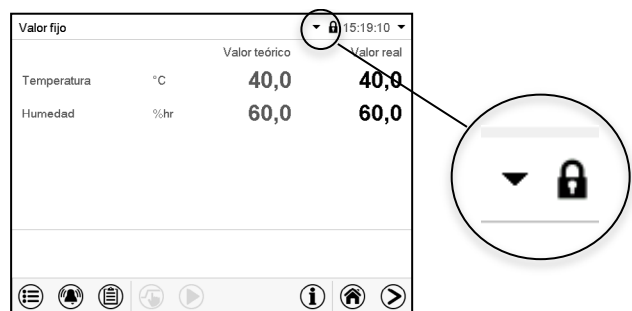 Valor fijo 15:19:10
Valor teórico Valor real
Temperatura °C 40,0 40,0
Humedad %hr 60,0 60,0